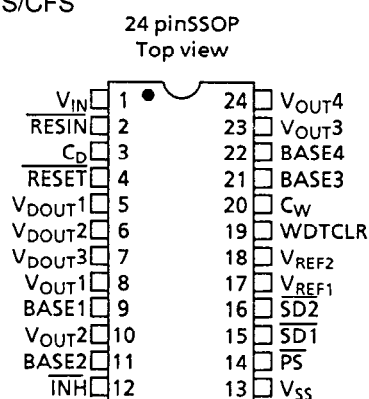 S/CFS
24 pinSSOP
Top view
VIN 1 24 VOUT4
RESIN 2 23 VOUT3
CD 3 22 BASE4
RESET 4 21 BASE3
VDOUT1 5 20 CW
VDOUT2 6 19 WDTCLR
VDOUT3 7 18 VREF2
VOUT1 8 17 VREF1
BASE1 9 16 SD2
VOUT2 10 15 SD1
BASE2 11 14 PS
INH 12 13 VSS